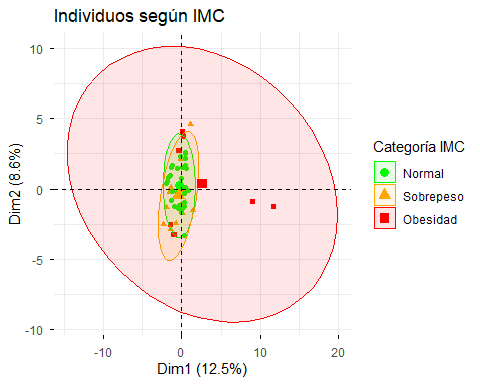 Individuos según IMC
10
5
0
-5
-10
Dim2 (8.6%)
-10
0
10
20
Dim1 (12.5%)
Categoría IMC
Normal
Sobrepeso
Obesidad